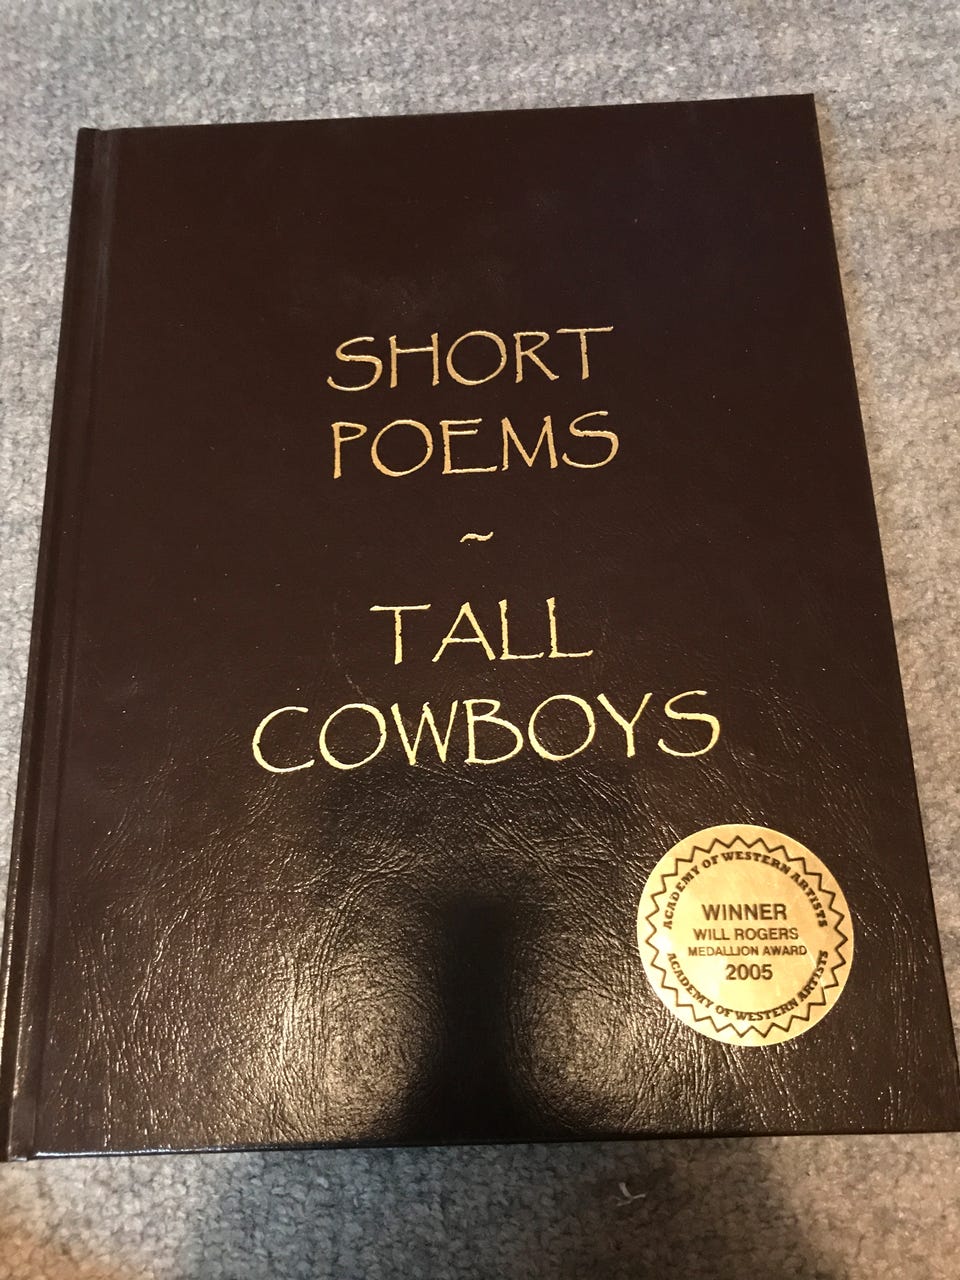 SHORT
POEMS
~
TALL
COWBOYS
ACADEMY OF WESTERN ARTISTS
WINNER
WILL ROGERS
MEDALLION AWARD
2005
ACADEMY OF WESTERN ARTISTS